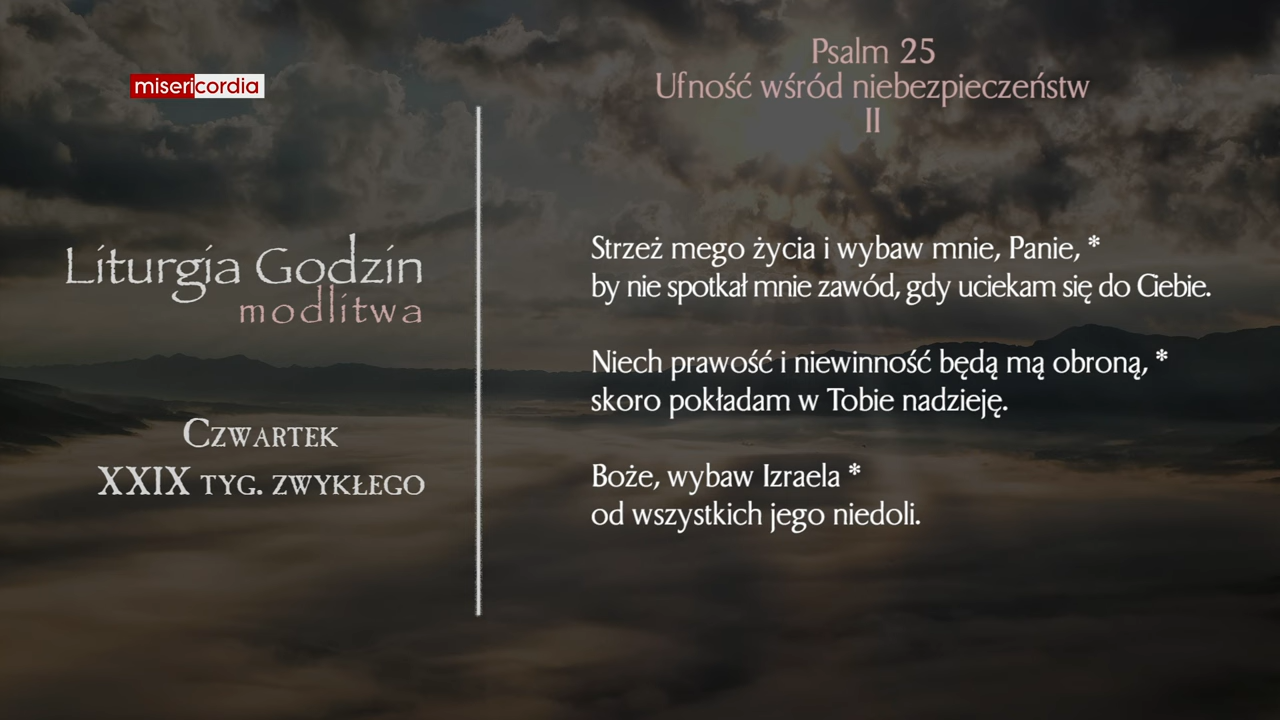 misericordia
Liturgia Godzin
modlitwa
Czwartek
XXIX tyg. zwykłego
Psalm 25
Ufność wśród niebezpieczeństw
II
Strzeż mego życia i wybaw mnie, Panie, *
by nie spotkał mnie zawód, gdy uciekam się do Ciebie.
Niech prawość i niewinność będą mą obroną, *
skoro pokładam w Tobie nadzieję.
Boże, wybaw Izraela *
od wszystkich jego niedoli.